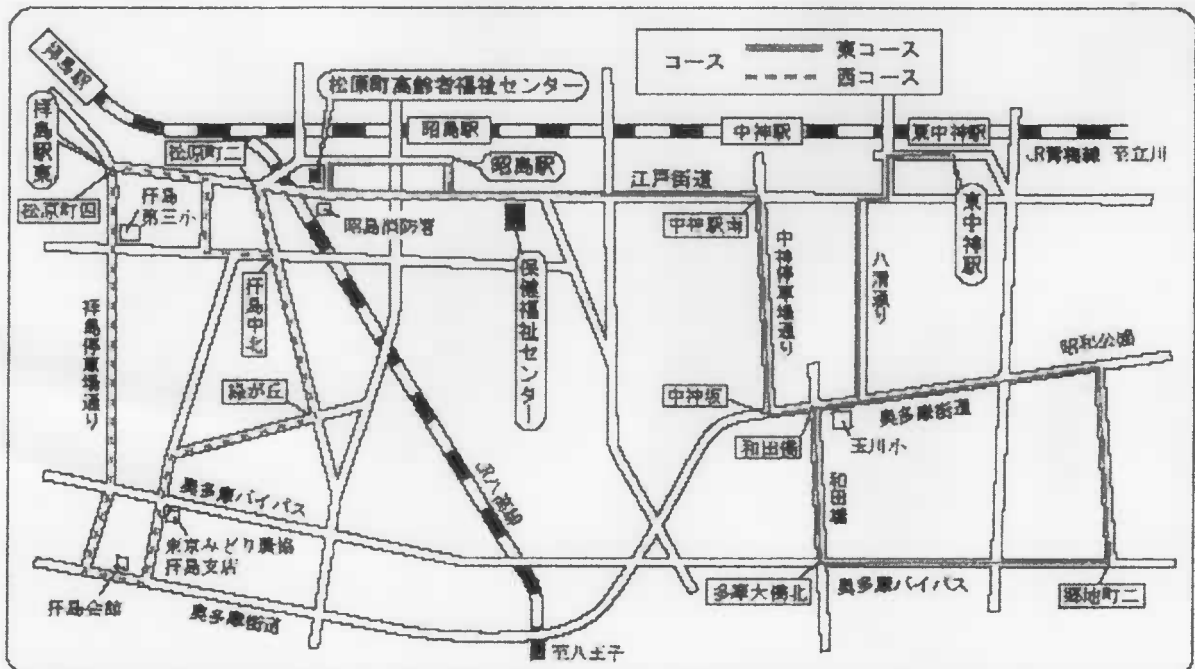 コース
東コース
西コース
拝島駅
松原町高齢者福祉センター
拝島駅東
松原町二
昭島駅
中神駅
東中神駅
JR青梅線 至立川
昭島駅
江戸街道
松原町四
拝島
第三小
昭島消防署
中神駅南
東中神駅
保健福祉センター
中神停車場通り
八清通り
拝島停車場通り
緑が丘
中神坂
昭和公園
奥多摩街道
玉川小
和田橋
JR八高線
奥多摩バイパス
東京みどり農協
拝島支店
拝島会館
奥多摩街道
多摩大橋北
奥多摩バイパス
郷地町二
至八王子